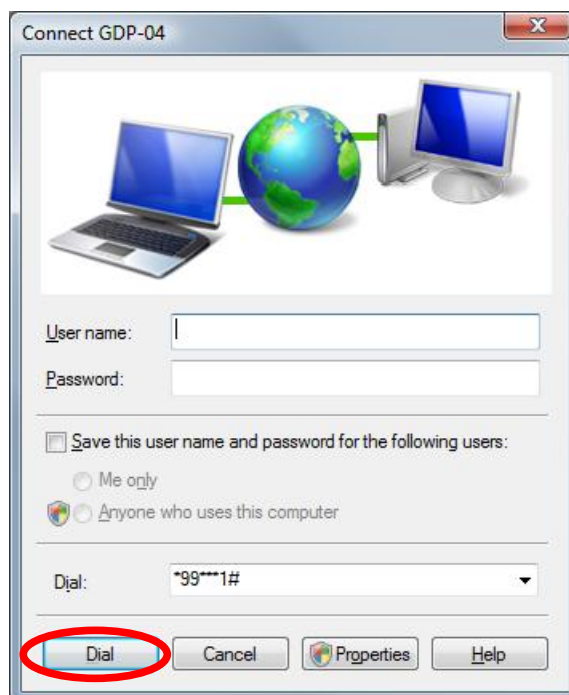 Connect GDP-04
User name:
Password:
Save this user name and password for the following users:
Me only
Anyone who uses this computer
Dial: *99***1#
Dial Cancel Properties Help